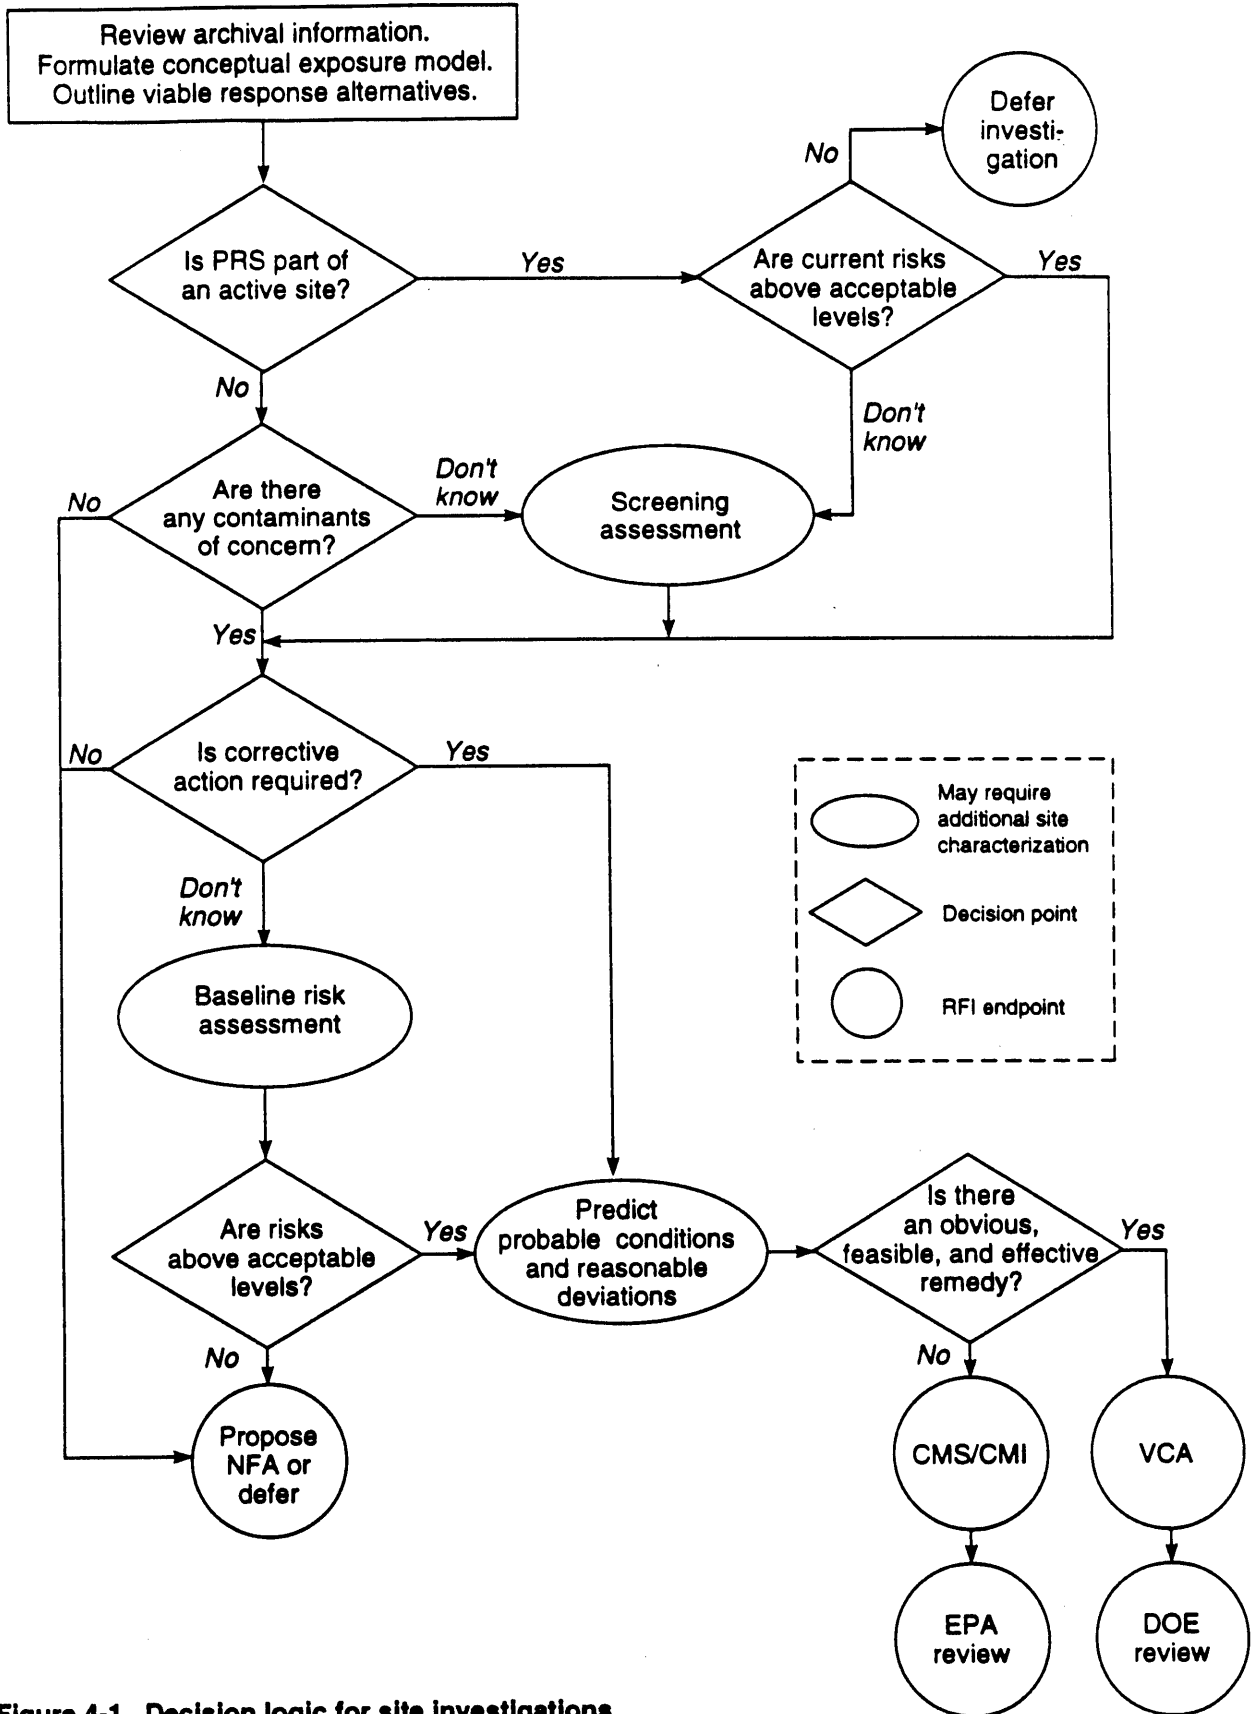 Review archival information.
Formulate conceptual exposure model.
Outline viable response alternatives.
Defer
investi-
gation
No
Is PRS part of
an active site?
Yes
Are current risks
above acceptable
levels?
Yes
No
Don't
know
Are there
any contaminants
of concern?
No
Don't
know
Screening
assessment
Yes
Is corrective
action required?
No
Yes
May require
additional site
characterization
Decision point
RFI endpoint
Don't
know
Baseline risk
assessment
Are risks
above acceptable
levels?
Yes
Predict
probable conditions
and reasonable
deviations
Is there
an obvious,
feasible, and effective
remedy?
Yes
No
No
Propose
NFA or
defer
CMS/CMI
VCA
EPA
review
DOE
review
Figure 4-1. Decision logic for site investigations